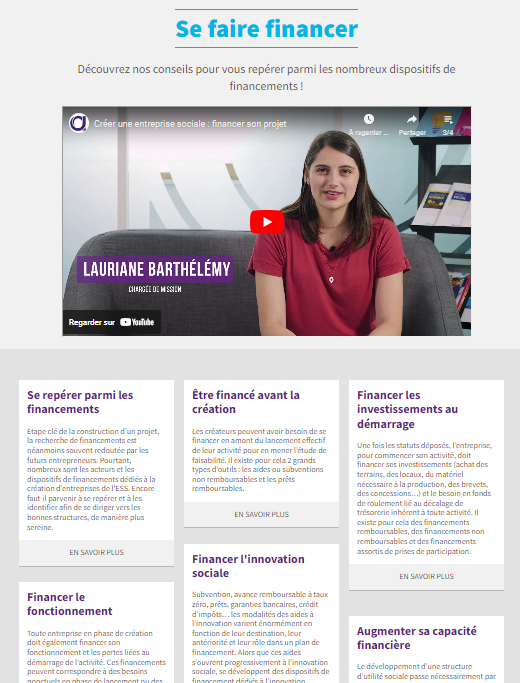 Se faire financer
Découvrez nos conseils pour vous repérer parmi les nombreux dispositifs de
financements !
Créer une entreprise sociale : financer son projet
À regarder ...
Partager
3/4
LAURIANE BARTHÉLÉMY
CHARGÉE DE MISSION
Regarder sur YouTube
Se repérer parmi les
financements
Etape clé de la construction d'un projet,
la recherche de financements est
néanmoins souvent redoutée par les
futurs entrepreneurs. Pourtant,
nombreux sont les acteurs et les
dispositifs de financements dédiés à la
création d'entreprises de l'ESS. Encore
faut il parvenir à se repérer et à les
identifier afin de se diriger vers les
bonnes structures, de manière plus
sereine.
EN SAVOIR PLUS
Financer le
fonctionnement
Toute entreprise en phase de création
doit également financer son
fonctionnement et les pertes liées au
démarrage de l'activité. Ces financements
peuvent correspondre à des besoins
ponctuels en phase de lancement ou des
Être financé avant la
création
Les créateurs peuvent avoir besoin de se
financer en amont du lancement effectif
de leur activité pour en mener l'étude de
faisabilité. Il existe pour cela 2 grands
types d'outils : les aides ou subventions
non remboursables et les prêts
remboursables.
EN SAVOIR PLUS
Financer l'innovation
sociale
Subvention, avance remboursable à taux
zéro, prêts, garanties bancaires, crédit
d'impôts... les modalités des aides à
l'innovation varient énormément en
fonction de leur destination, leur
antériorité et leur rôle dans un plan de
financement. Alors que ces aides
s'ouvrent progressivement à l'innovation
sociale, se développent des dispositifs de
financement dédiés à l'innovation
Financer les
investissements au
démarrage
Une fois les statuts déposés, l'entreprise,
pour commencer son activité, doit
financer ses investissements (achat des
terrains, des locaux, du matériel
nécessaire à la production, des brevets,
des concessions...) et le besoin en fonds
de roulement lié au décalage de
trésorerie inhérent à toute activité. Il
existe pour cela des financements
remboursables, des financements non
remboursables et des financements
assortis de prises de participation.
EN SAVOIR PLUS
Augmenter sa capacité
financière
Le développement d'une structure
d'utilité sociale passe nécessairement par